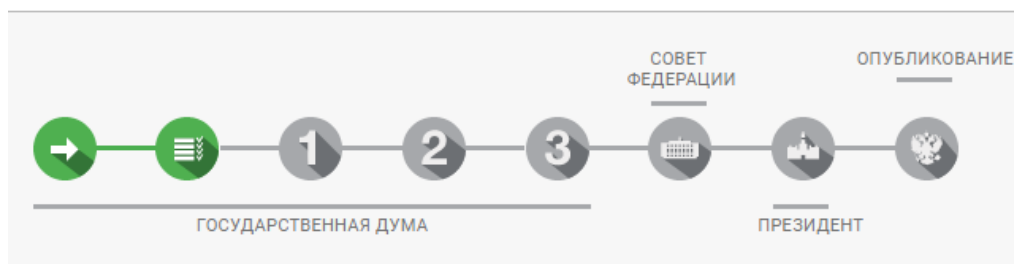 СОВЕТ
ФЕДЕРАЦИИ
ОПУБЛИКОВАНИЕ
1
2
3
ГОСУДАРСТВЕННАЯ ДУМА
ПРЕЗИДЕНТ